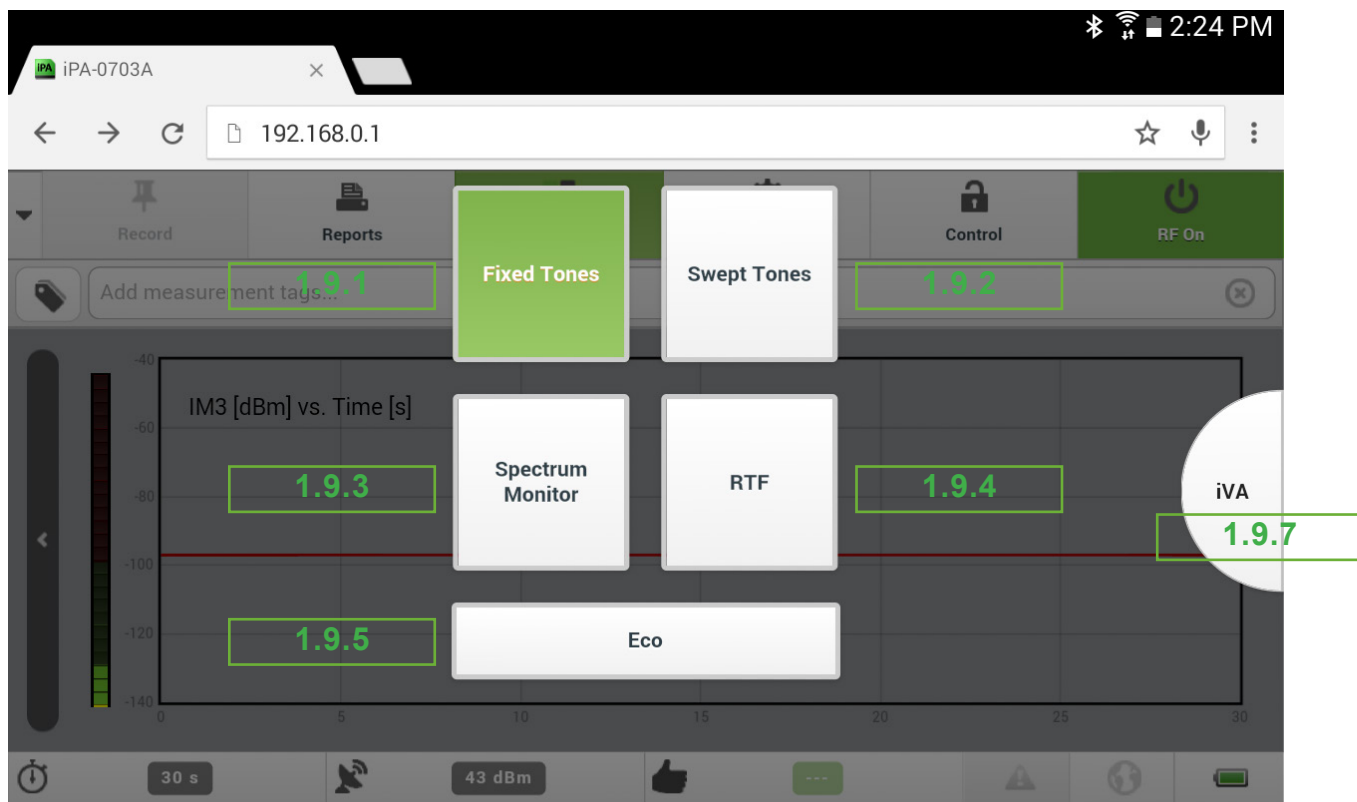 2:24 PM
iPA iPA-0703A
192.168.0.1
Record
Reports
Control
RF On
Fixed Tones
Swept Tones
1.9.1
1.9.2
Add measurement tags...
IM3 [dBm] vs. Time [s]
-40
-60
-80
-100
-120
-140
Spectrum
Monitor
RTF
1.9.3
1.9.4
iVA
1.9.7
1.9.5
Eco
0 5 10 15 20 25 30
30 s
43 dBm
---